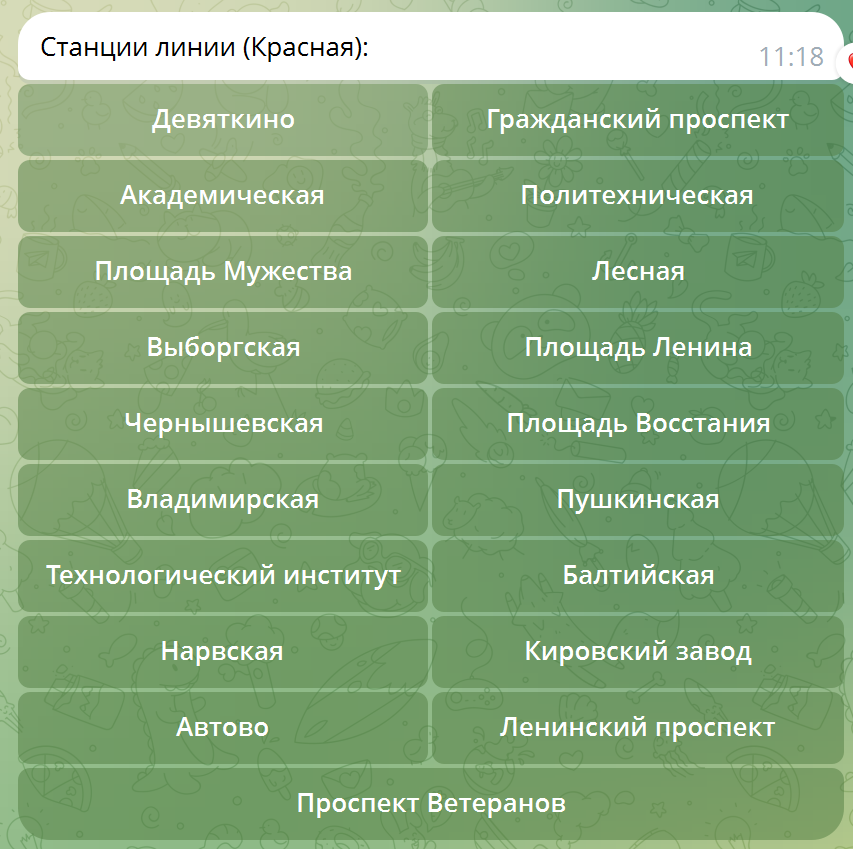 Станции линии (Красная):
11:18
Девяткино
Гражданский проспект
Академическая
Политехническая
Площадь Мужества
Лесная
Выборгская
Площадь Ленина
Чернышевская
Площадь Восстания
Владимирская
Пушкинская
Технологический институт
Балтийская
Нарвская
Кировский завод
Автово
Ленинский проспект
Проспект Ветеранов